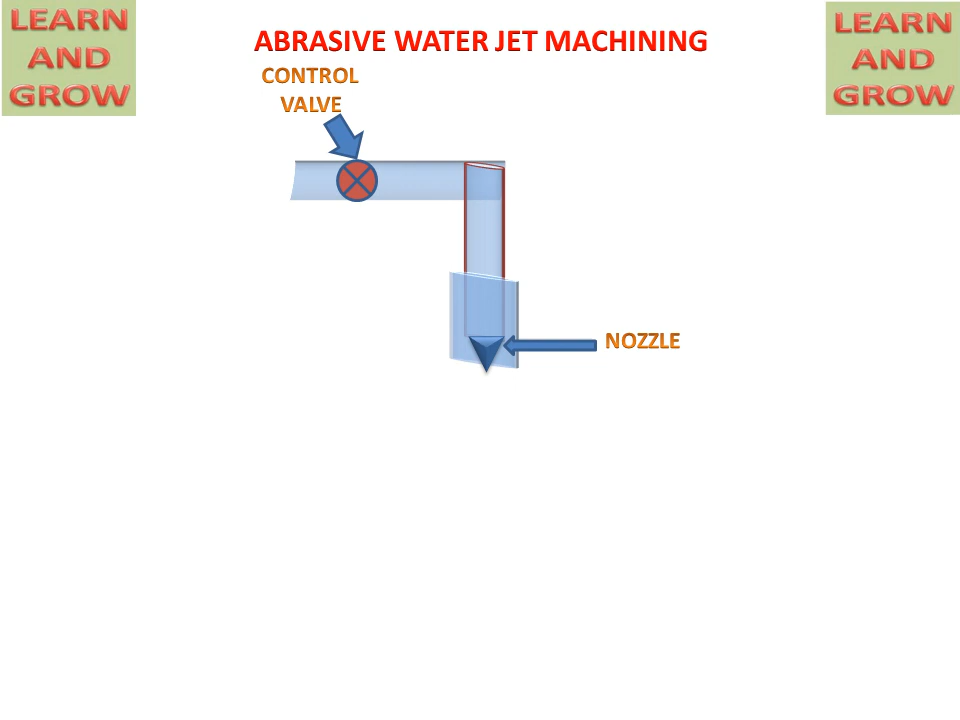 LEARN
AND
GROW
ABRASIVE WATER JET MACHINING
LEARN
AND
GROW
CONTROL
VALVE
NOZZLE